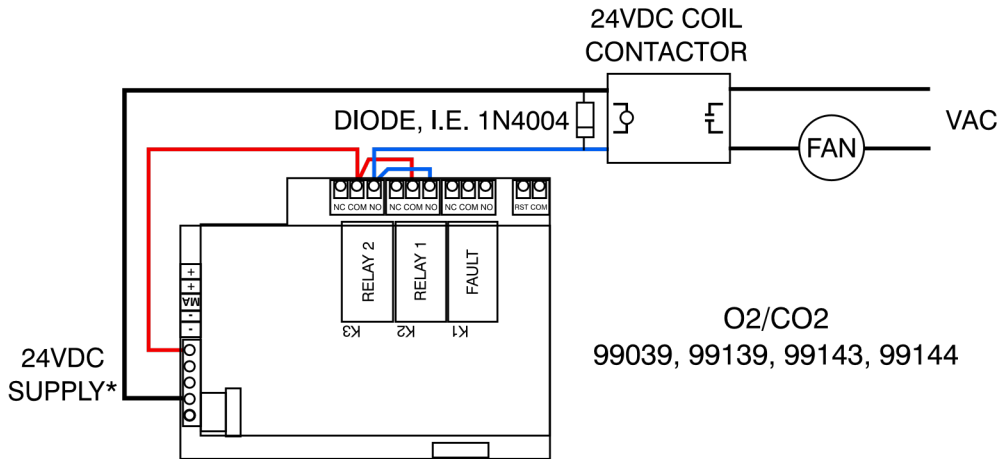 24VDC COIL
CONTACTOR
DIODE, I.E. 1N4004
VAC
FAN
NC COM NO NC COM NO NC COM NO RST COM
RELAY 2
RELAY 1
FAULT
K3
K2
K1
+
+
MA
-
-
24VDC
SUPPLY*
O2/CO2
99039, 99139, 99143, 99144